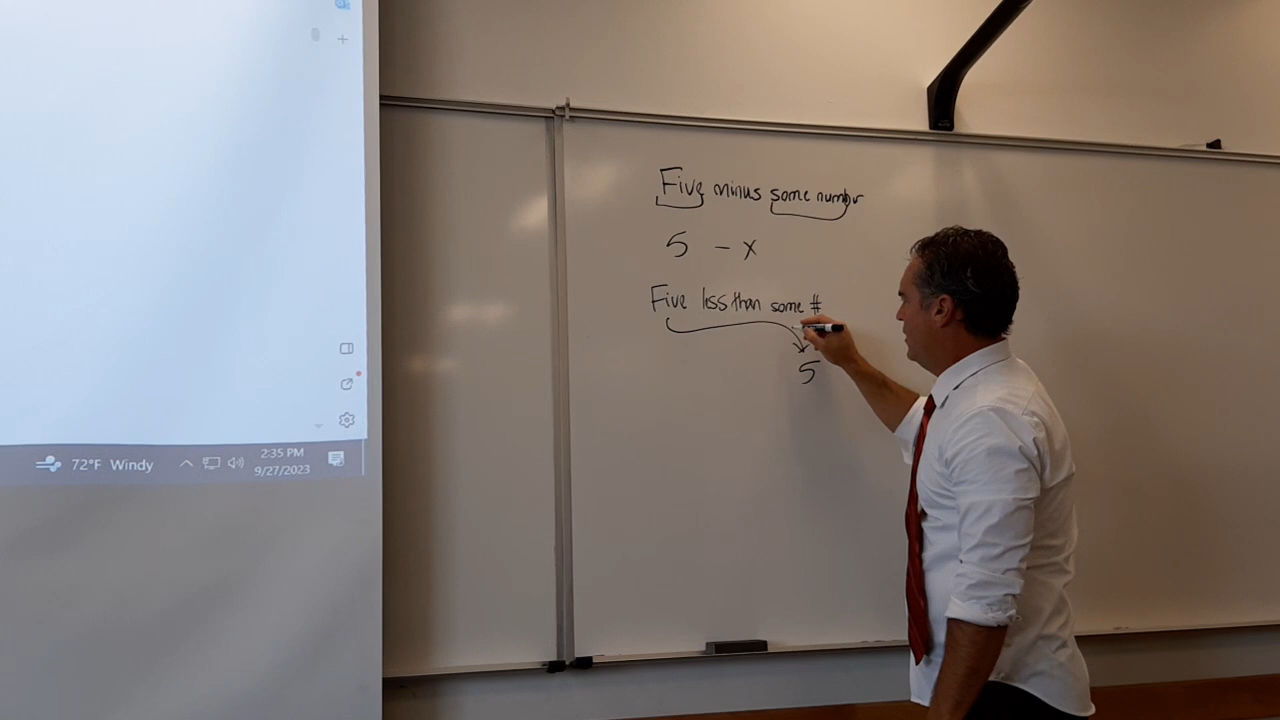 Five minus some number
5 - x
Five less than some #
5
72°F Windy
2:35 PM
9/27/2023